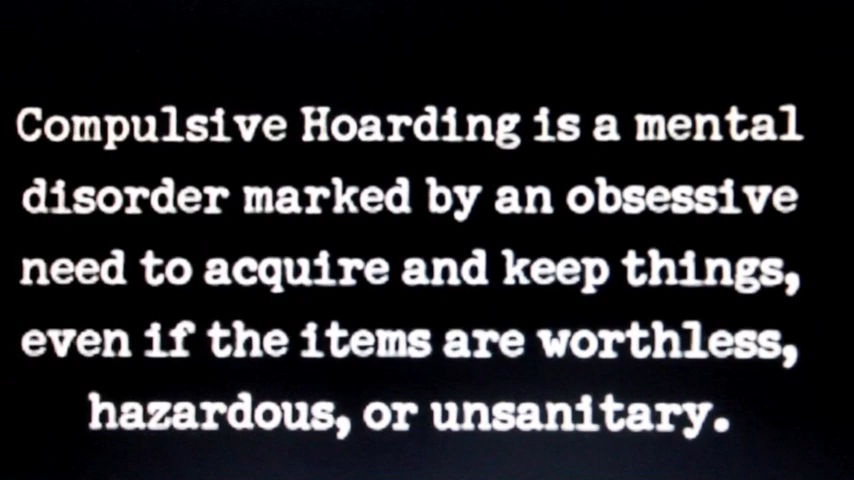 Compulsive Hoarding is a mental
disorder marked by an obsessive
need to acquire and keep things,
even if the items are worthless,
hazardous, or unsanitary.